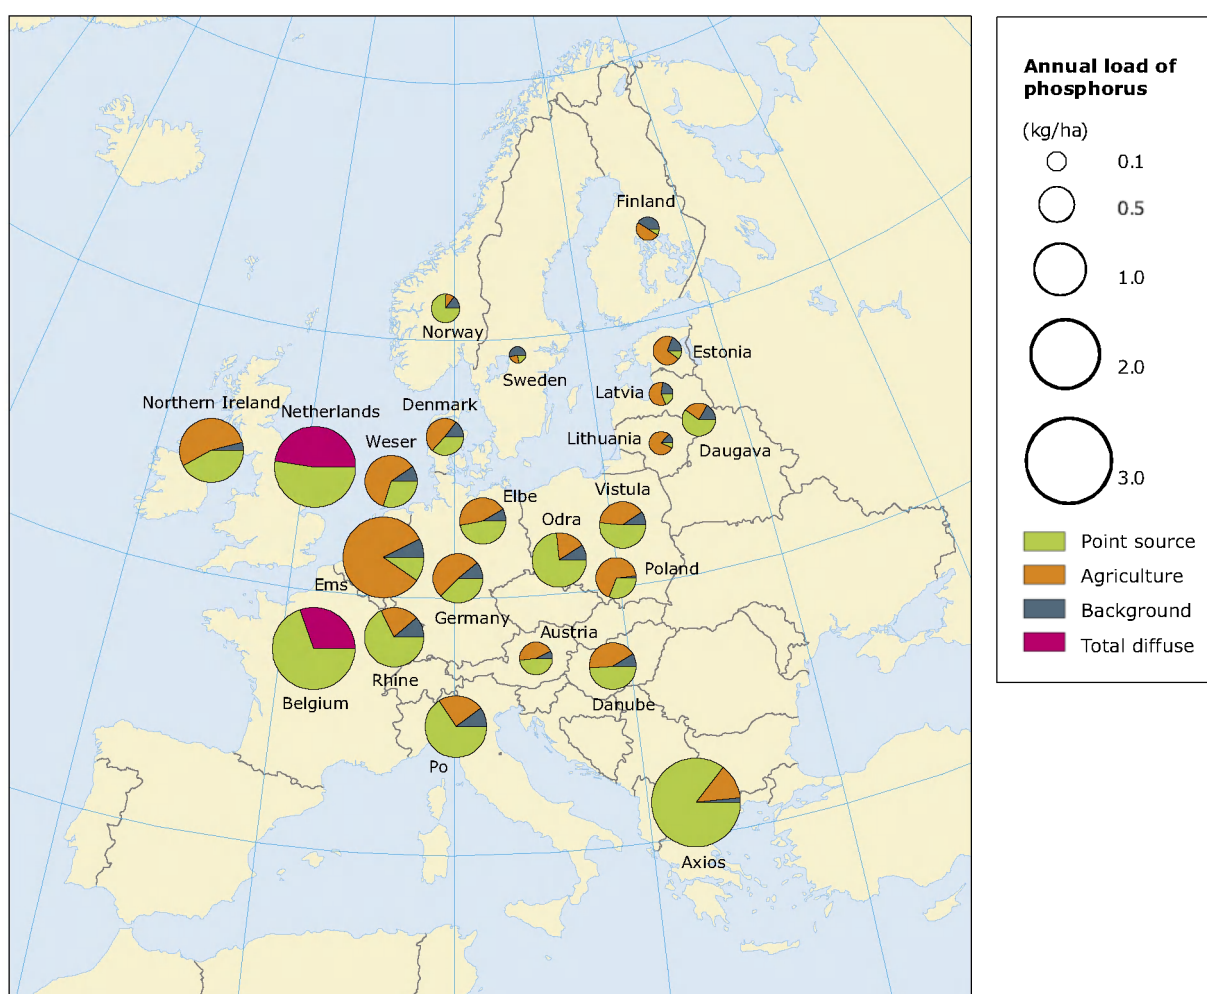 Annual load of
phosphorus
(kg/ha)
0.1
0.5
1.0
2.0
3.0
Point source
Agriculture
Background
Total diffuse
Finland
Norway
Estonia
Sweden
Latvia
Northern Ireland
Netherlands
Denmark
Weser
Lithuania
Daugava
Elbe
Vistula
Odra
Poland
Ems
Germany
Austria
Rhine
Belgium
Danube
Po
Axios